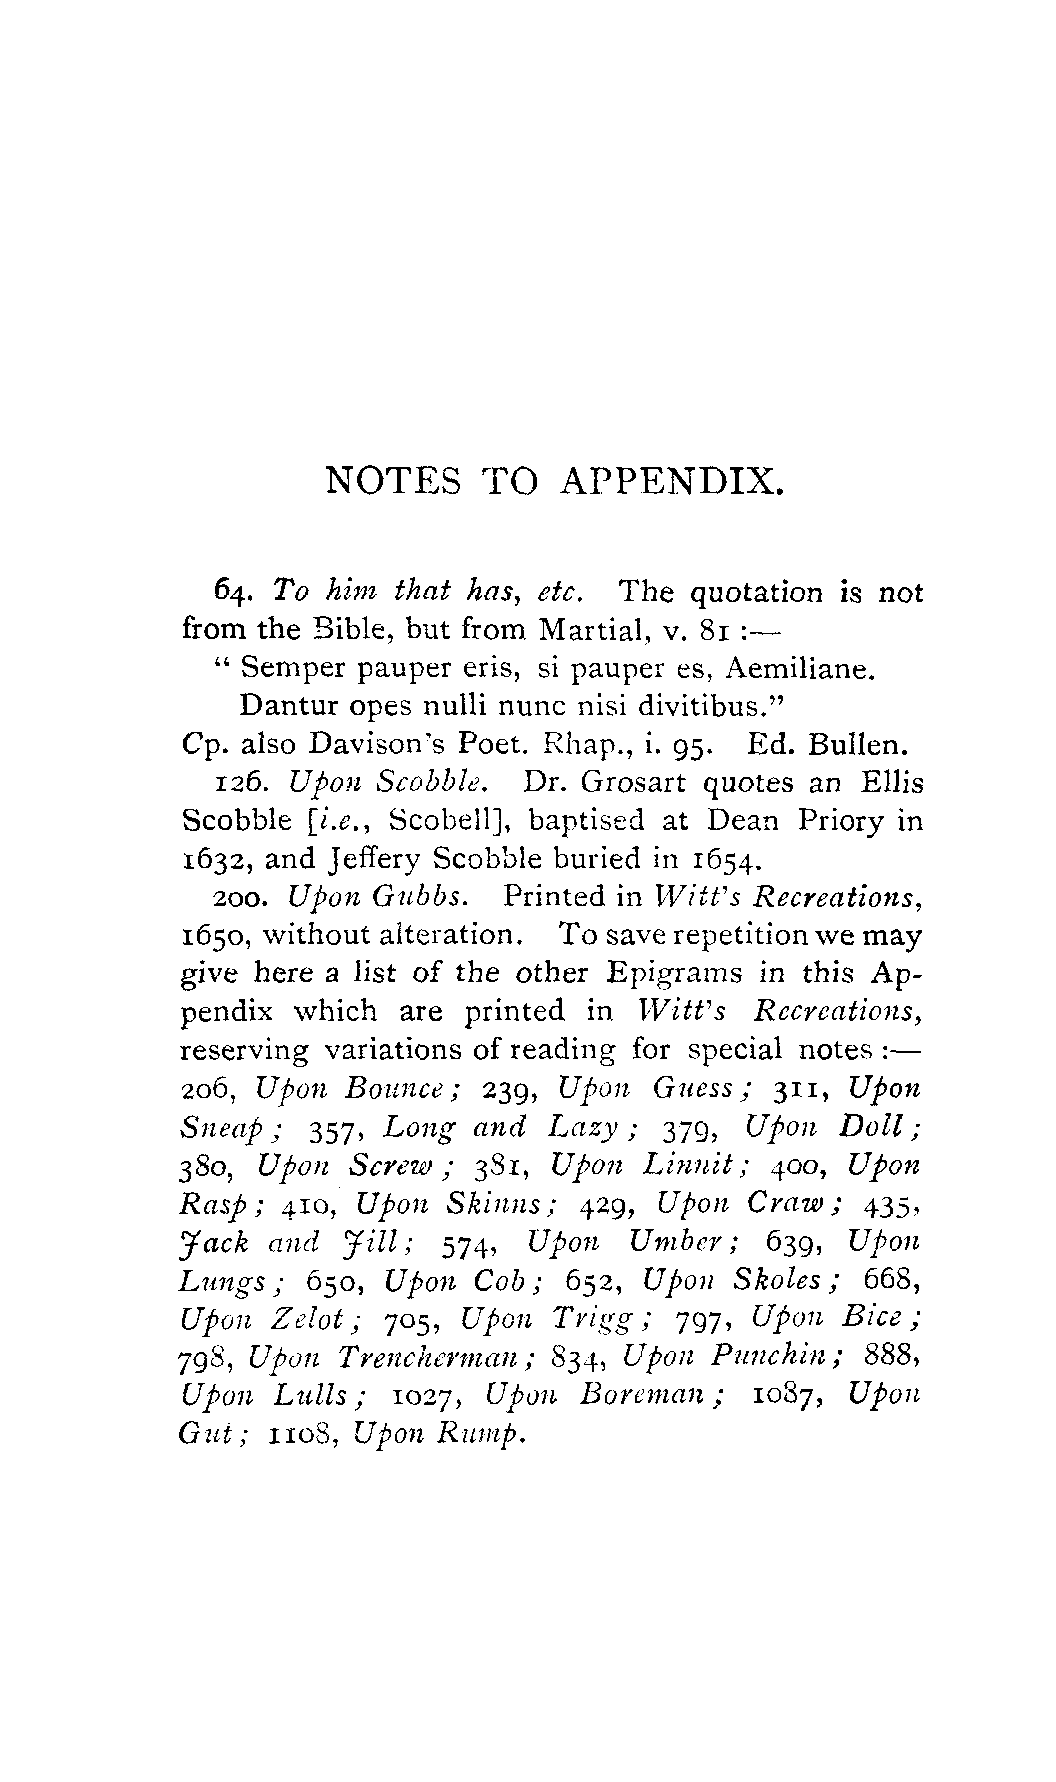 NOTES TO APPENDIX.
64. To him that has, etc. The quotation is not
from the Bible, but from Martial, v. 81 :—
“ Semper pauper eris, si pauper es, Aemiliane.
Dantur opes nulli nunc nisi divitibus.”
Cp. also Davison's Poet. Rhap., i. 95. Ed. Bullen.
126. Upon Scobble. Dr. Grosart quotes an Ellis
Scobble [i.e., Scobell], baptised at Dean Priory in
1632, and Jeffery Scobble buried in 1654.
200. Upon Gubbs. Printed in Witt's Recreations,
1650, without alteration. To save repetition we may
give here a list of the other Epigrams in this Ap-
pendix which are printed in Witt's Recreations,
reserving variations of reading for special notes :—
206, Upon Bounce ; 239, Upon Guess ; 311, Upon
Sneap ; 357, Long and Lazy ; 379, Upon Doll ;
380, Upon Screw ; 381, Upon Linnit ; 400, Upon
Rasp ; 410, Upon Skinns ; 429, Upon Craw ; 435,
Jack and Jill ; 574, Upon Umber ; 639, Upon
Lungs ; 650, Upon Cob ; 652, Upon Skoles ; 668,
Upon Zelot ; 705, Upon Trigg ; 797, Upon Bice ;
798, Upon Trencherman ; 834, Upon Punchin ; 888,
Upon Lulls ; 1027, Upon Boreman ; 1087, Upon
Gut ; 1108, Upon Rump.